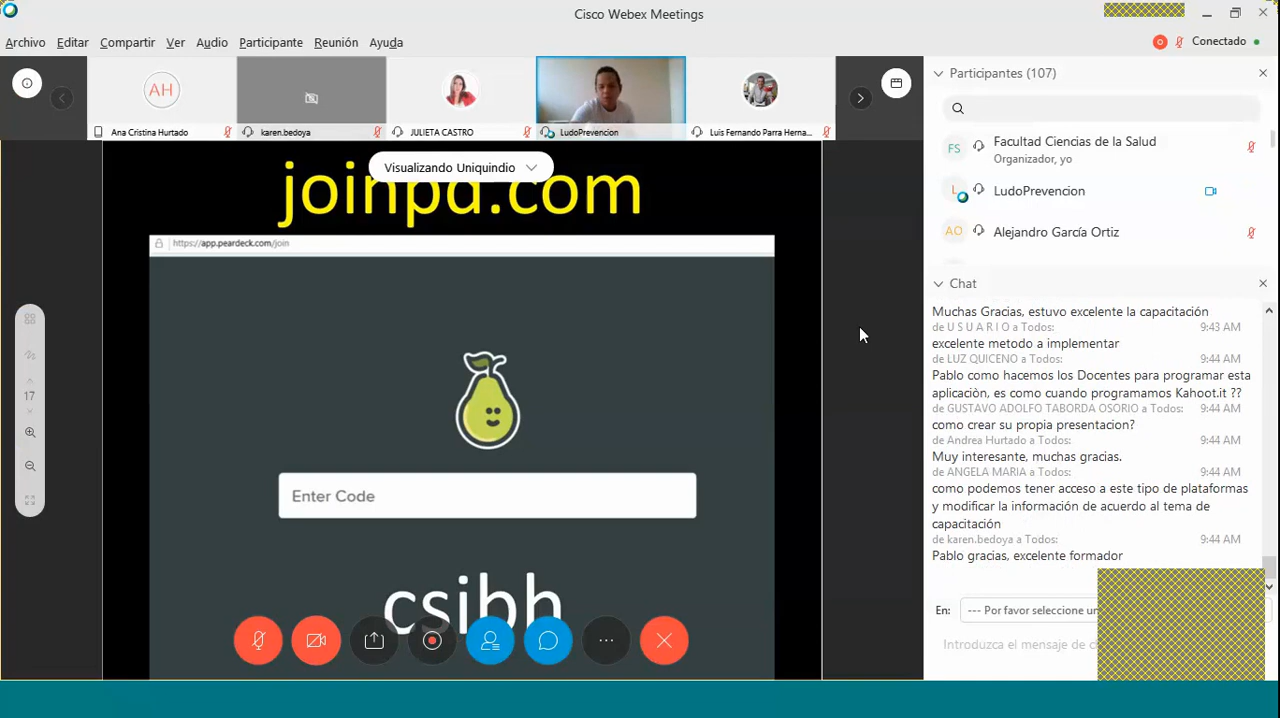 Cisco Webex Meetings
Archivo Editar Compartir Ver Audio Participante Reunión Ayuda
Conectado
AH
Ana Cristina Hurtado
karen.bedoya
JULIETA CASTRO
LudoPrevencion
Luis Fernando Parra Herna...
Visualizando Uniquindio
joinpd.com
https://app.peardeck.com/join
Enter Code
csibh
17
Participantes (107)
FS
Facultad Ciencias de la Salud
Organizador, yo
L
LudoPrevencion
AO
Alejandro García Ortiz
Chat
Muchas Gracias, estuvo excelente la capacitación
de U S U A R I O a Todos: 9:43 AM
excelente metodo a implementar
de LUZ QUICENO a Todos: 9:44 AM
Pablo como hacemos los Docentes para programar esta
aplicaciòn, es como cuando programamos Kahoot.it ??
de GUSTAVO ADOLFO TABORDA OSORIO a Todos: 9:44 AM
como crear su propia presentacion?
de Andrea Hurtado a Todos: 9:44 AM
Muy interesante, muchas gracias.
de ANGELA MARIA a Todos: 9:44 AM
como podemos tener acceso a este tipo de plataformas
y modificar la información de acuerdo al tema de
capacitación
de karen.bedoya a Todos: 9:44 AM
Pablo gracias, excelente formador
En: --- Por favor seleccione un
Introduzca el mensaje de